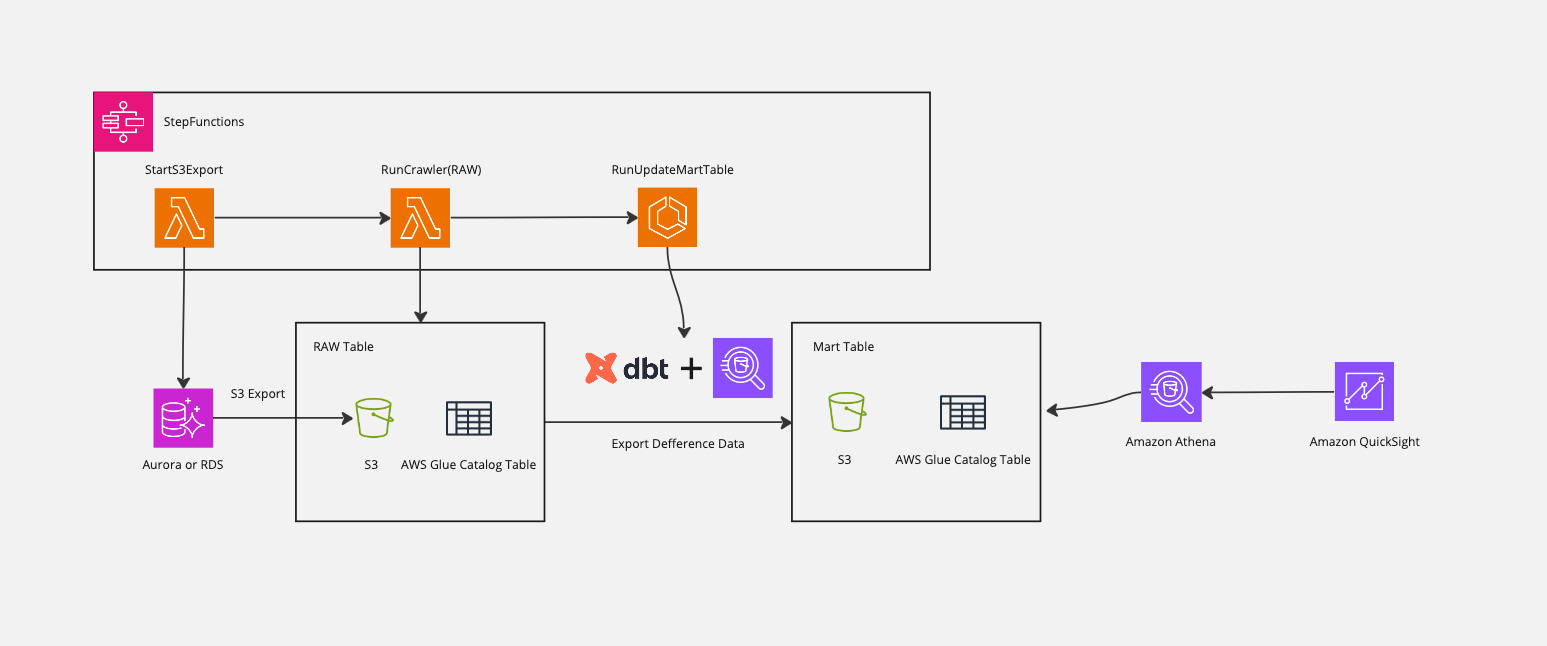 StepFunctions
StartS3Export
RunCrawler(RAW)
RunUpdateMartTable
RAW Table
dbt +
Mart Table
S3 Export
Aurora or RDS
S3
AWS Glue Catalog Table
Export Defference Data
S3
AWS Glue Catalog Table
Amazon Athena
Amazon QuickSight